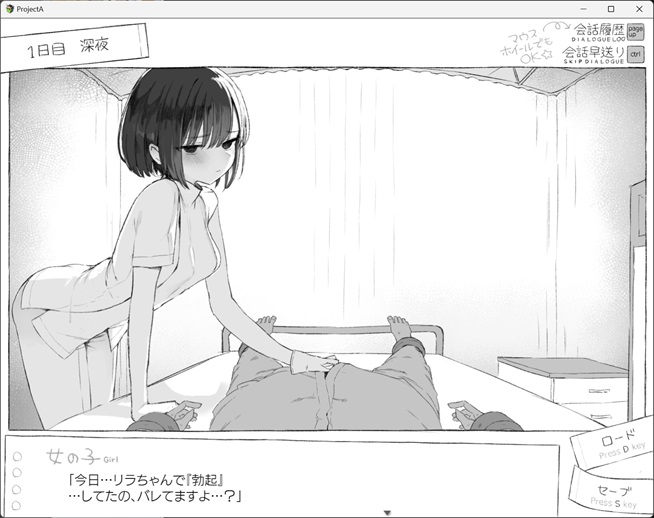 ProjectA
1日目 深夜
マウス
ホイールでも
OK☆
会話履歴
DIALOGUE LOG
page up
会話早送り
SKIP DIALOGUE
ctrl
女の子 Girl
「今日…リラちゃんで『勃起』
…してたの、バレてますよ…？」
ロード
Press D key
セーブ
Press S key